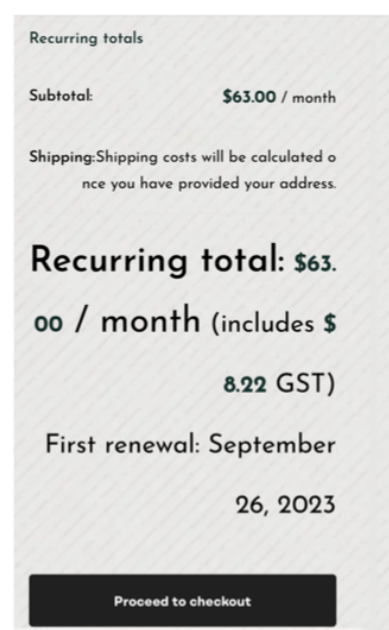 Recurring totals
Subtotal: $63.00 / month
Shipping:Shipping costs will be calculated o
nce you have provided your address.
Recurring total: $63.
00 / month (includes $
8.22 GST)
First renewal: September
26, 2023
Proceed to checkout